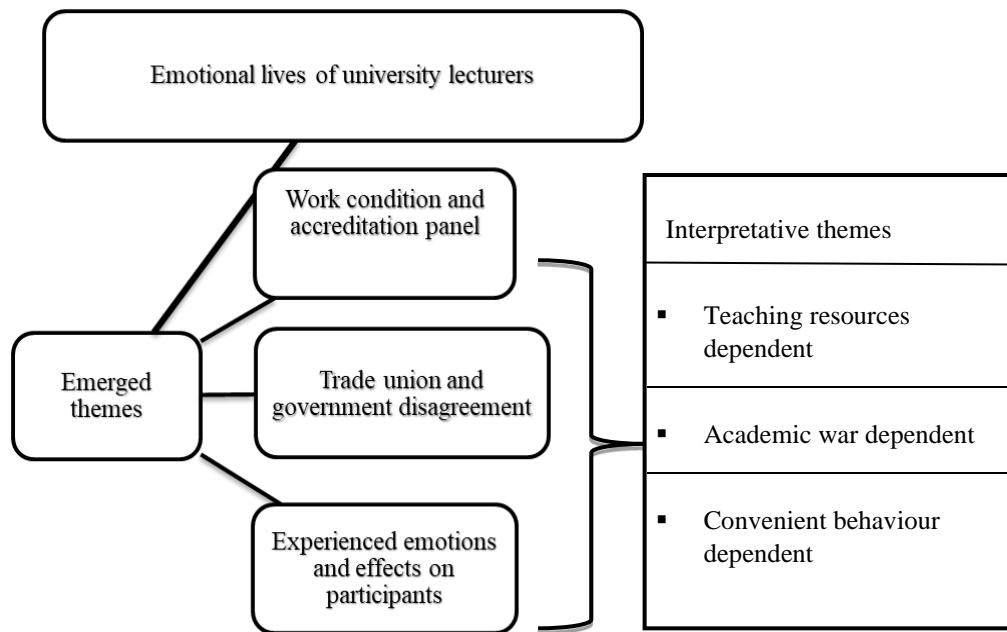 Emotional lives of university lecturers
Work condition and
accreditation panel
Interpretative themes
▪ Teaching resources
dependent
Emerged
themes
Trade union and
government disagreement
▪ Academic war dependent
▪ Convenient behaviour
dependent
Experienced emotions
and effects on
participants